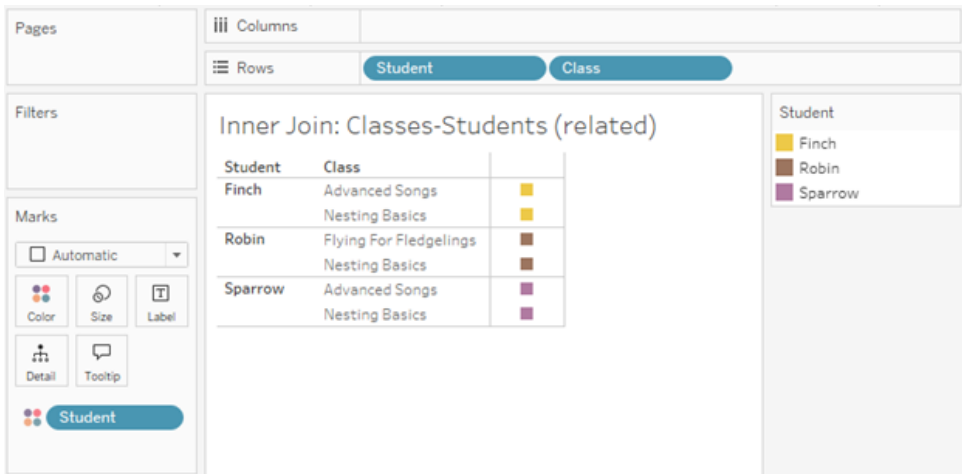 Pages
Columns
Rows Student Class
Filters
Inner Join: Classes-Students (related)
Student Class
Finch Advanced Songs
Nesting Basics
Robin Flying For Fledgelings
Nesting Basics
Sparrow Advanced Songs
Nesting Basics
Student
Finch
Robin
Sparrow
Marks
Automatic
Color Size Label
Detail Tooltip
Student